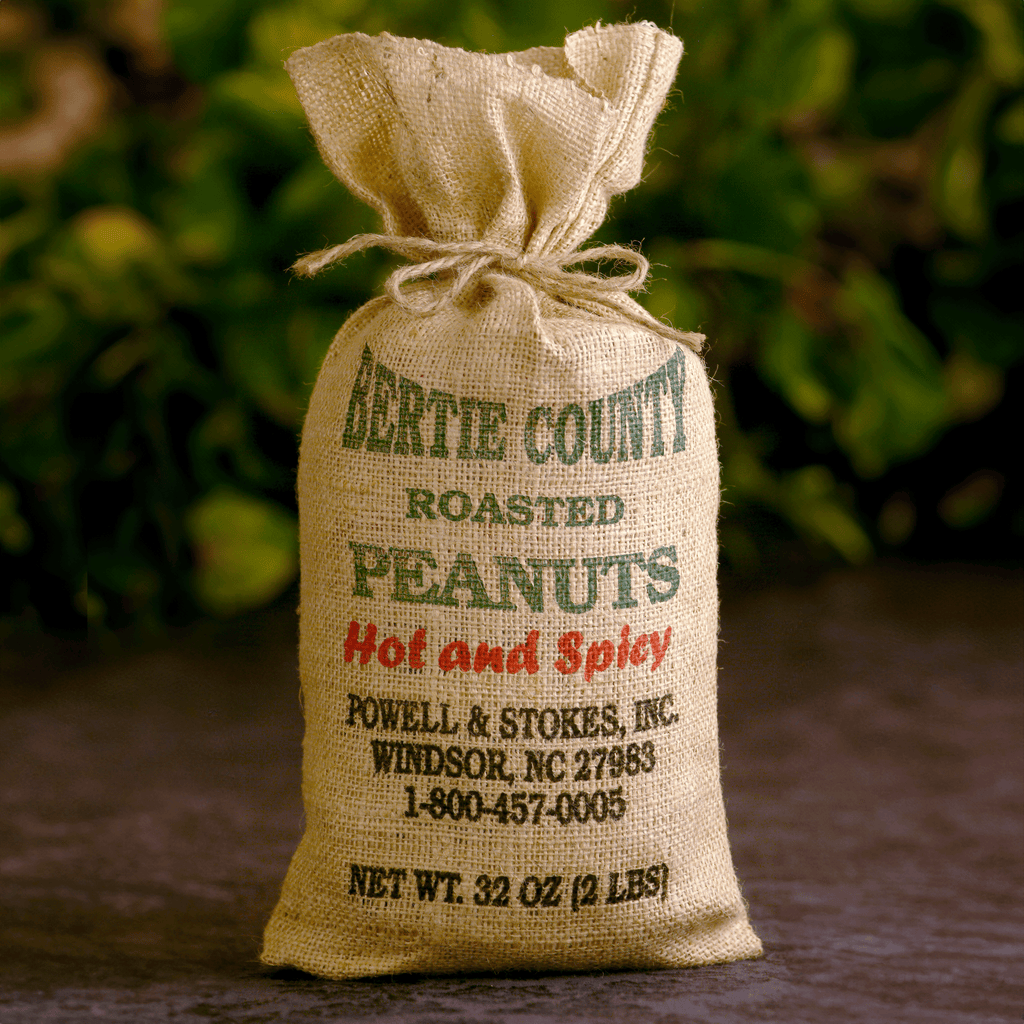 BERTIE COUNTY
ROASTED
PEANUTS
Hot and Spicy
POWELL & STOKES, INC.
WINDSOR, NC 27983
1-800-457-0005
NET WT. 32 OZ (2 LBS)